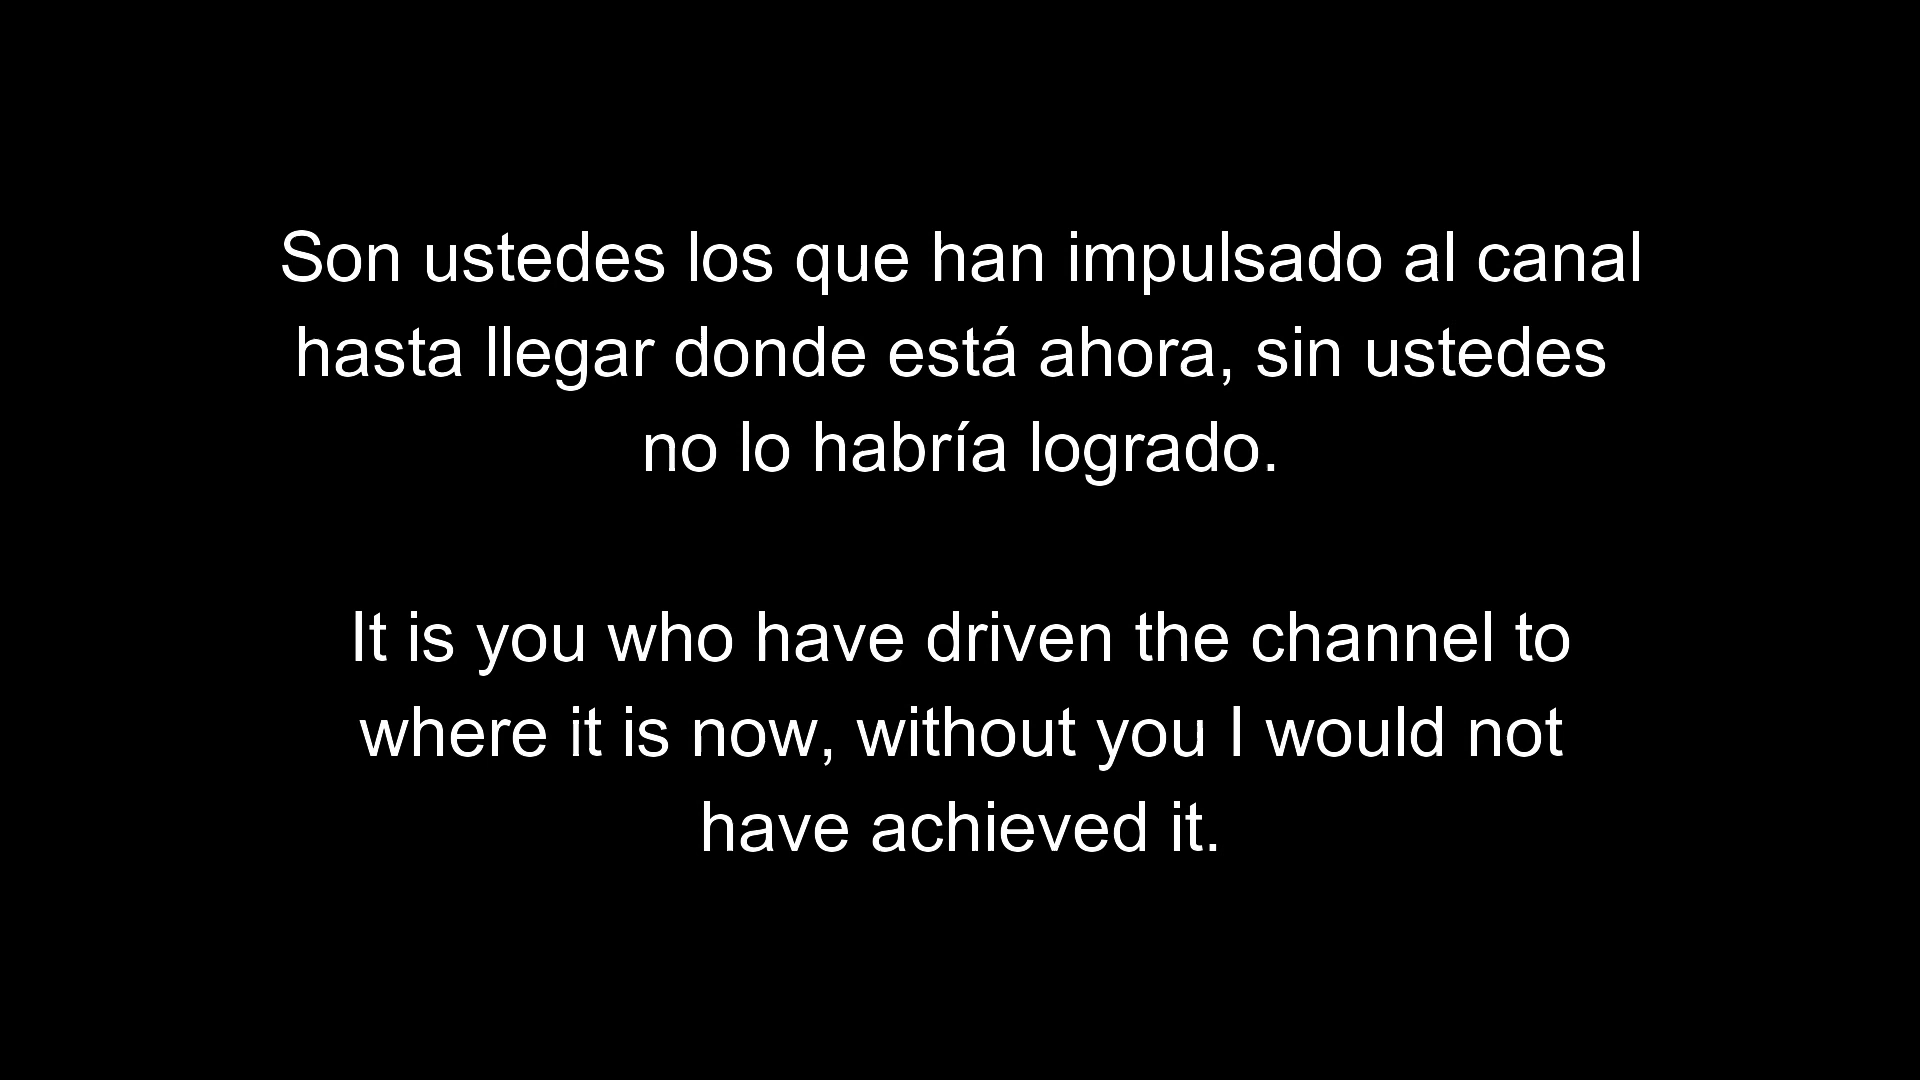 Son ustedes los que han impulsado al canal
hasta llegar donde está ahora, sin ustedes
no lo habría logrado.
It is you who have driven the channel to
where it is now, without you I would not
have achieved it.